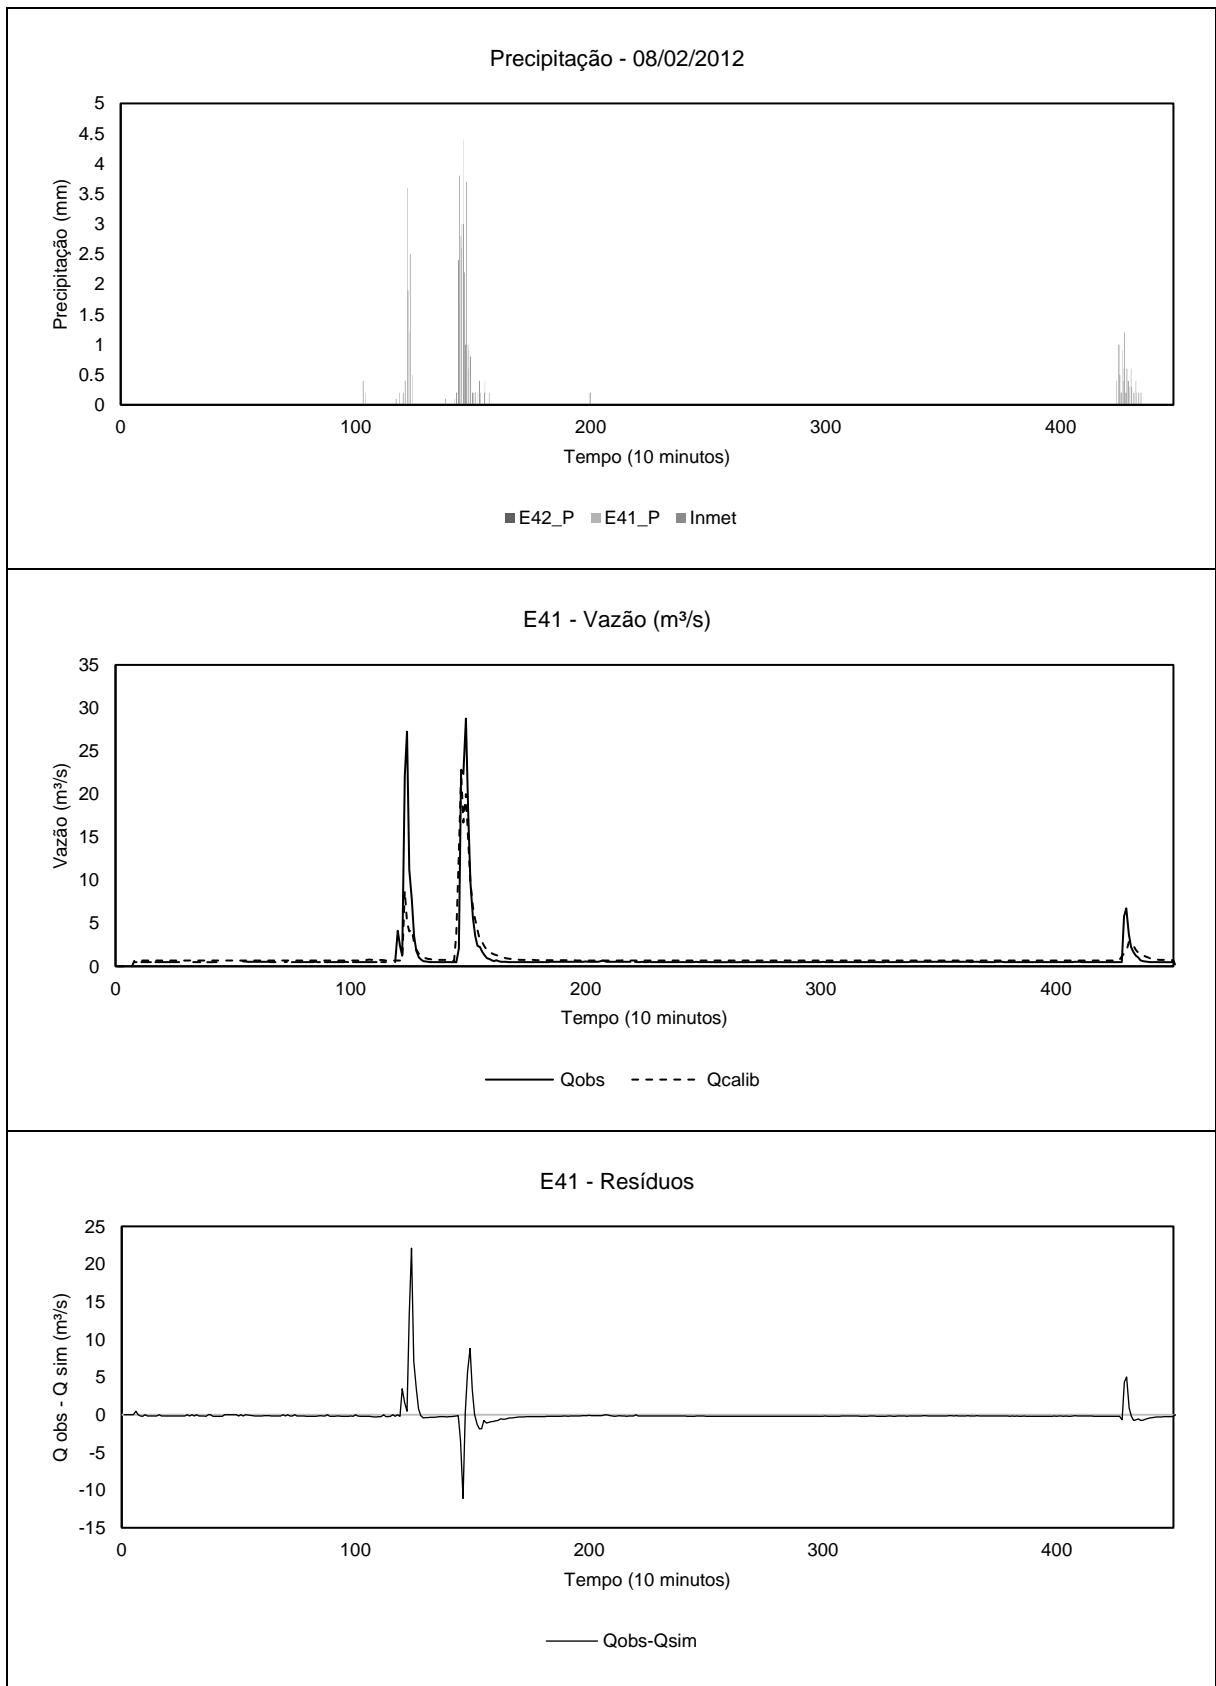 Precipitação - 08/02/2012
5
4.5
4
3.5
3
2.5
2
1.5
1
0.5
0
Precipitação (mm)
0 100 200 300 400
Tempo (10 minutos)
E42_P E41_P Inmet
E41 - Vazão (m³/s)
35
30
25
20
15
10
5
0
Vazão (m³/s)
0 100 200 300 400
Tempo (10 minutos)
Qobs Qcalib
E41 - Resíduos
25
20
15
10
5
0
-5
-10
-15
Q obs - Q sim (m³/s)
0 100 200 300 400
Tempo (10 minutos)
Qobs-Qsim